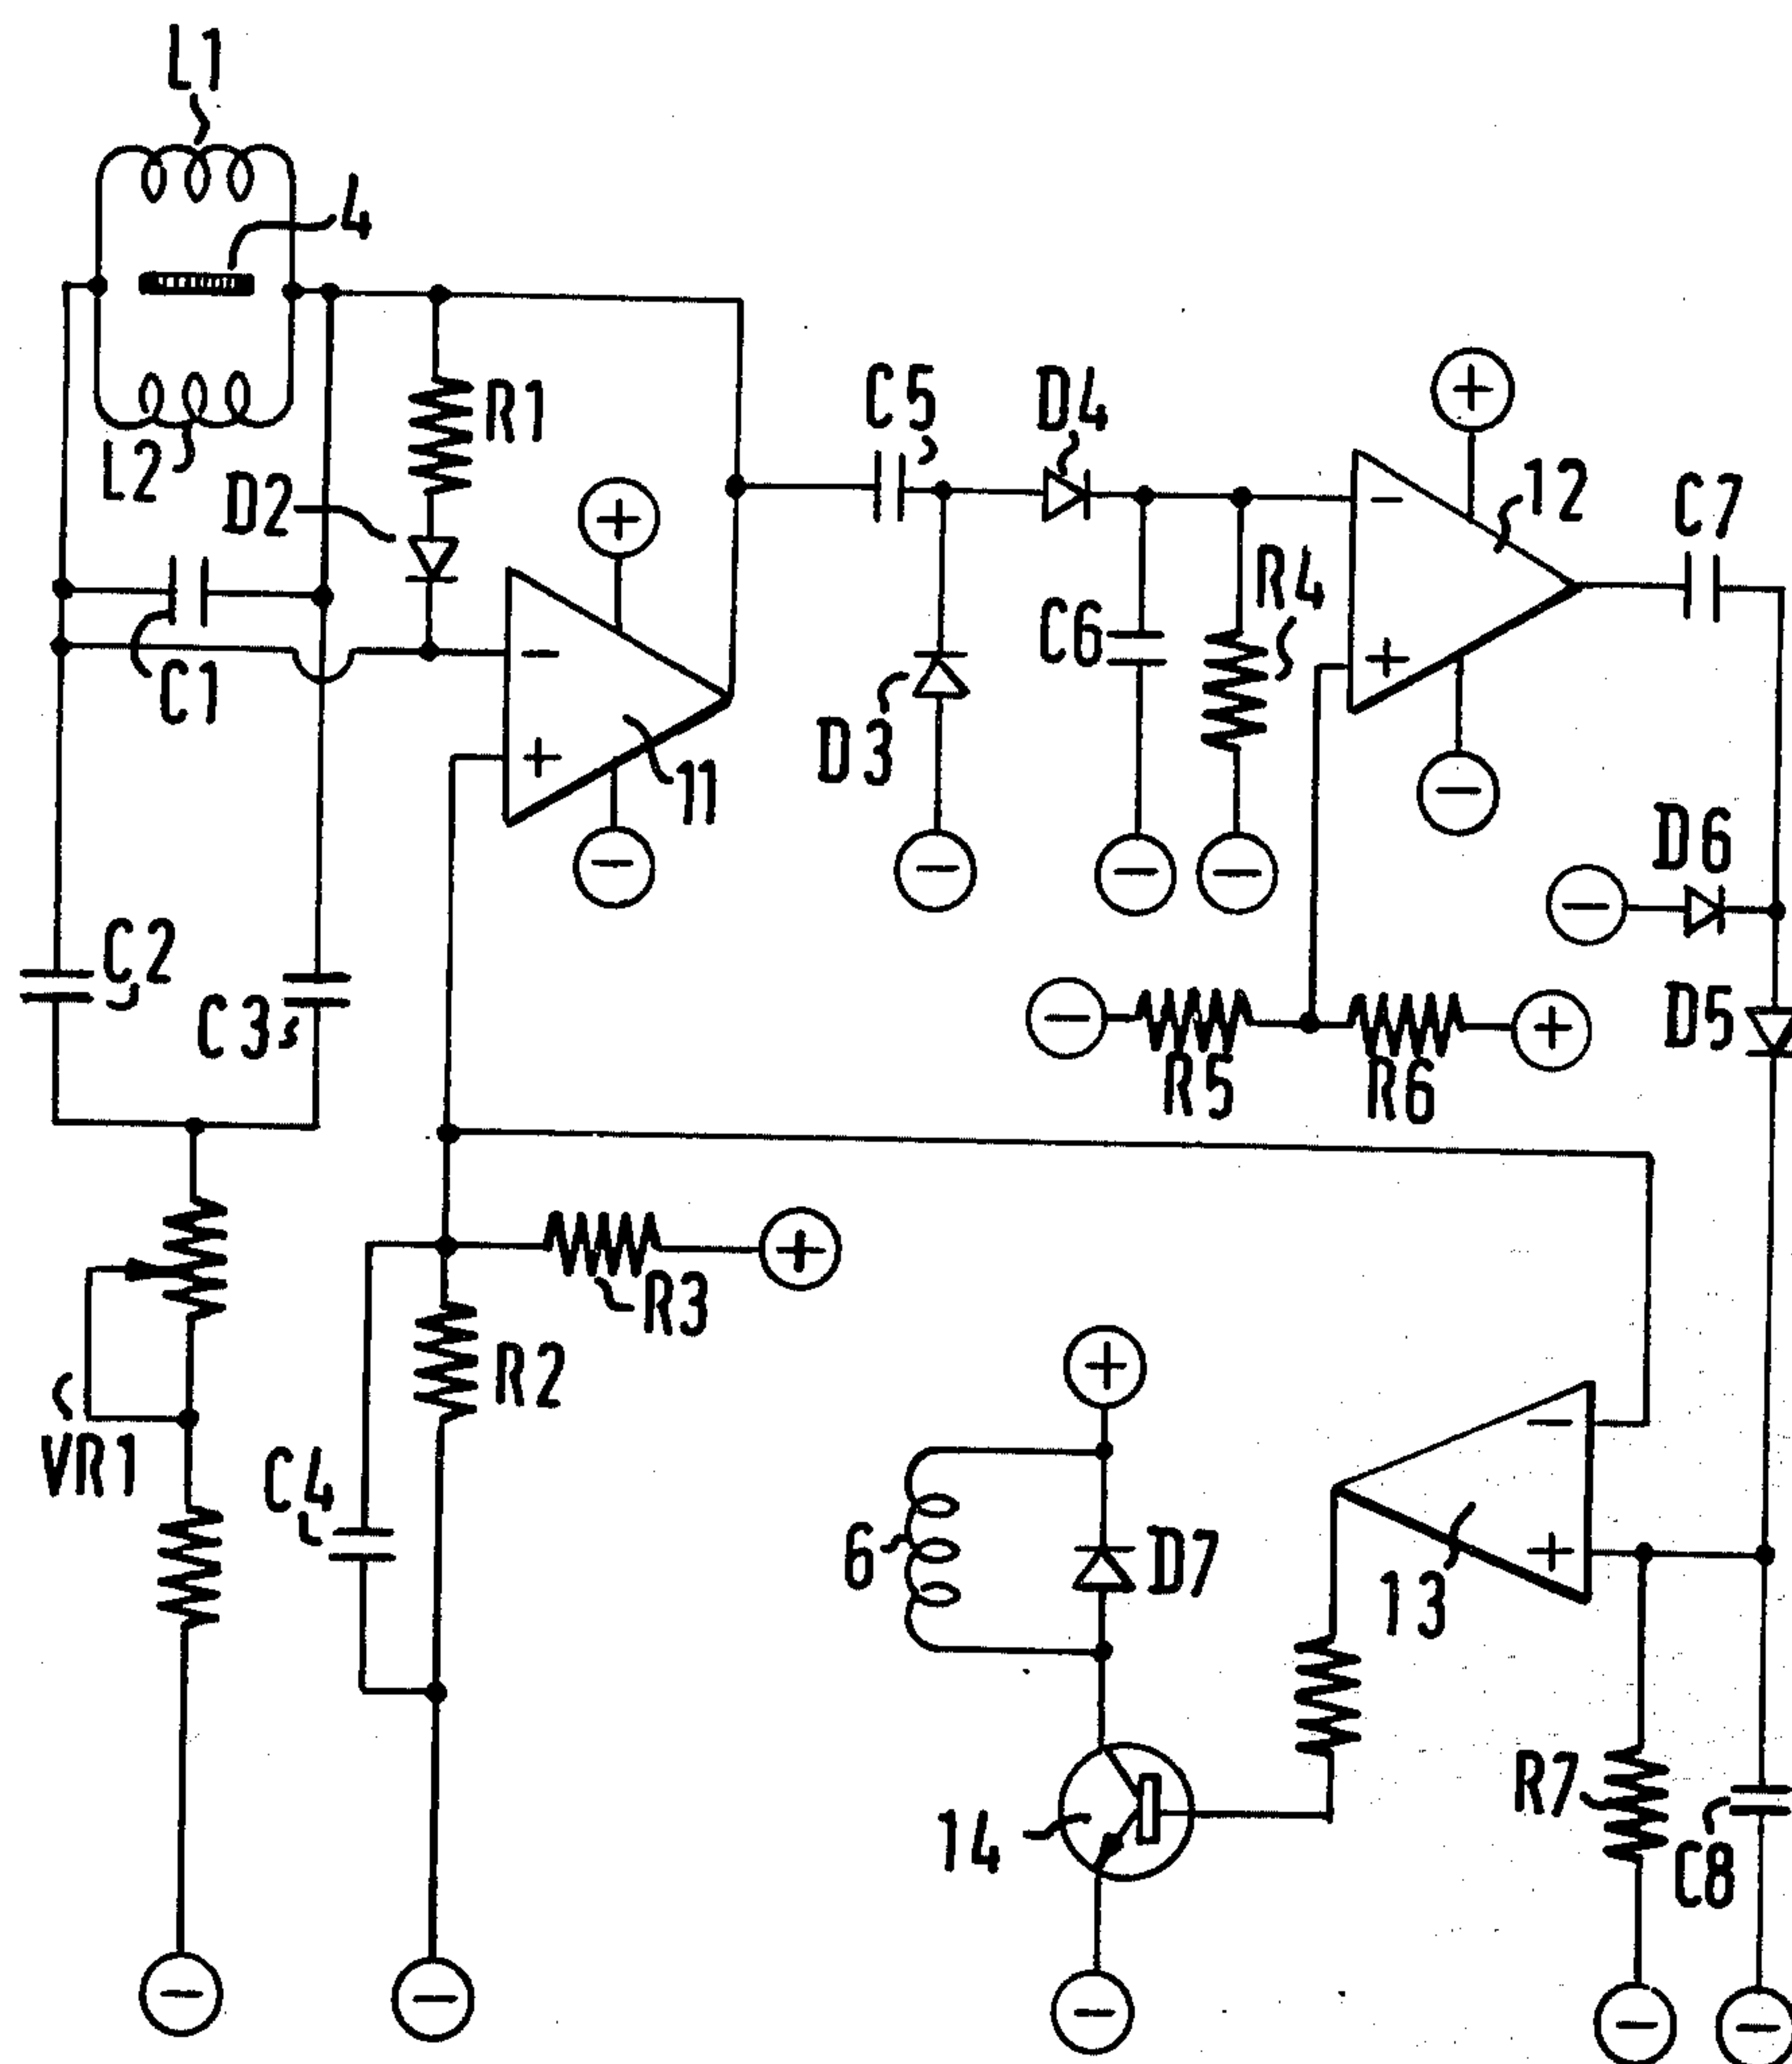 L1
4
L2
R1
D2
C1
+
-
+
11
-
C5
D4
D3
-
C6
-
R4
-
+
-
+
12
-
C7
D6
-
D5
-
R5
R6
+
C2
C3
VR1
R3
+
R2
C4
-
-
+
6
D7
14
-
-
+
13
R7
C8
-
-